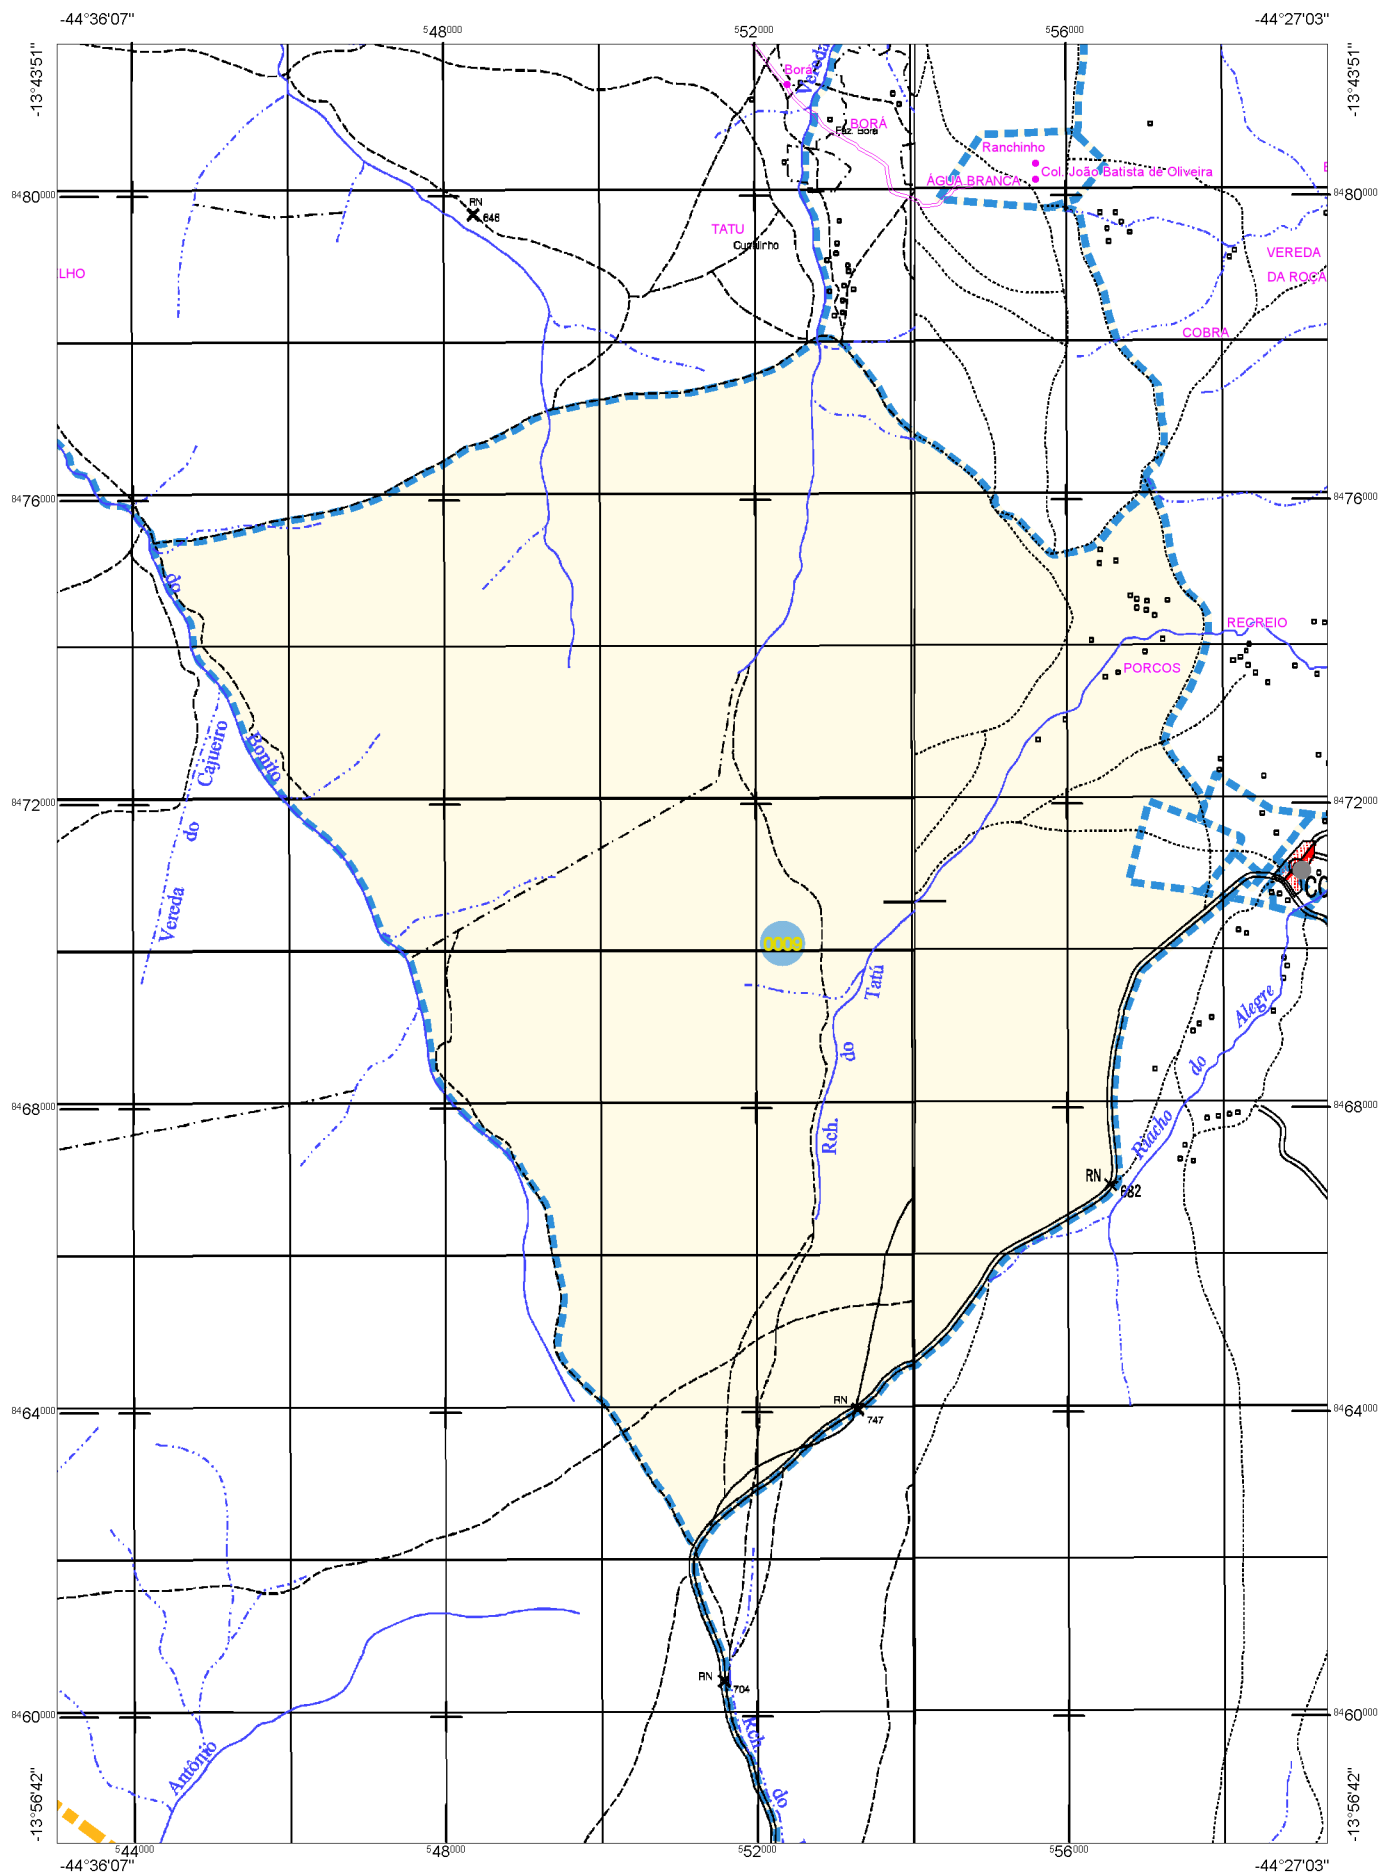 -44°36'07"
548000
552000
556000
-44°27'03"
-13°43'51"
-13°43'51"
Borá
Vereda
BORÁ
Faz. Borá
Ranchinho
Col. João Batista de Oliveira
ÁGUA BRANCA
8480000
8480000
RN
646
TATU
VEREDA
DA ROÇA
LHO
COBRA
8476000
8476000
do
RECREIO
PORCOS
Cajueiro
Bonito
8472000
8472000
do
Vereda
0009
Tatú
Alegre
do
do
8468000
8468000
Rch.
Riacho
RN
682
RN
747
8464000
8464000
RN
704
8460000
8460000
Rch.
Antônio
do
-13°56'42"
-13°56'42"
544000
548000
552000
556000
-44°36'07"
-44°27'03"